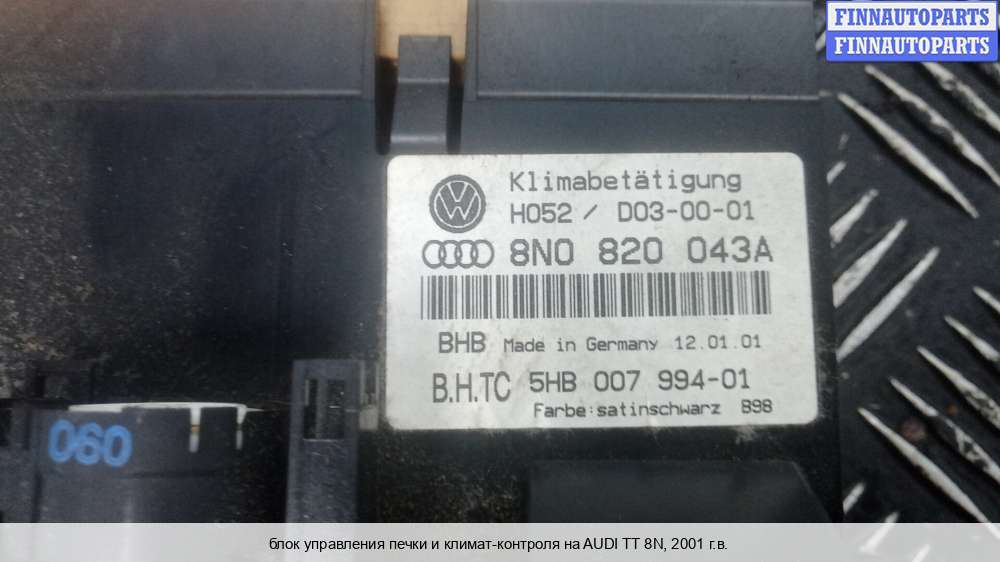 FINNAUTOPARTS
FINNAUTOPARTS
Klimabetätigung
H052 / D03-00-01
8N0 820 043A
BHB Made in Germany 12.01.01
B.H.TC 5HB 007 994-01
Farbe:satinschwarz B98
060
блок управления печки и климат-контроля на AUDI TT 8N, 2001 г.в.